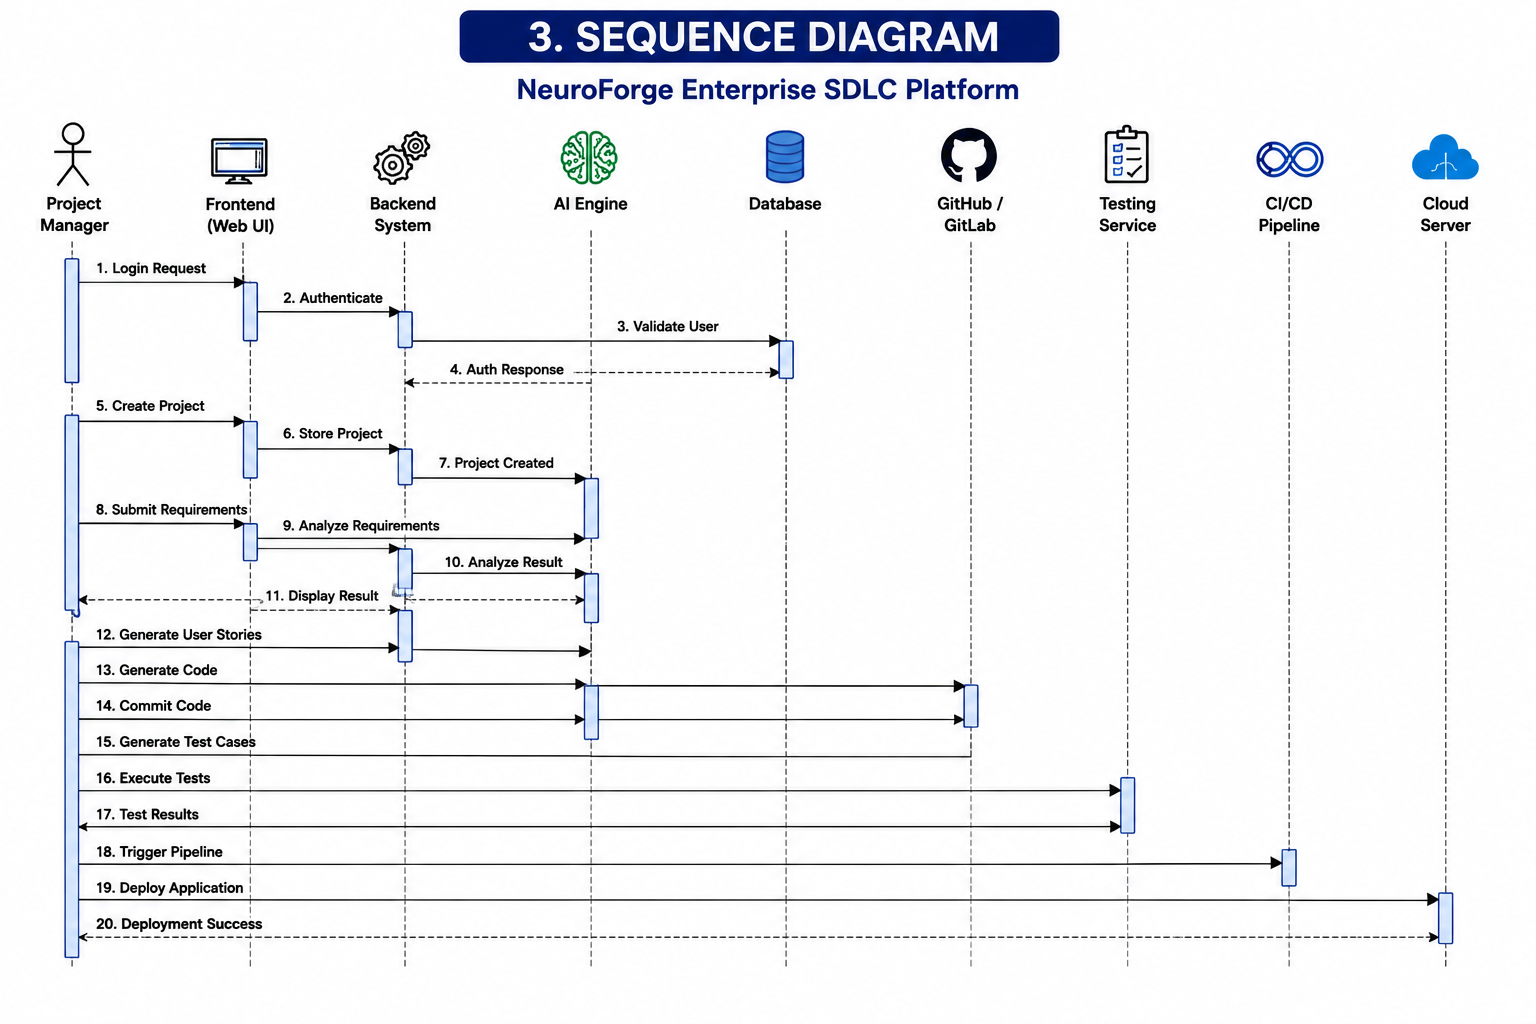 3. SEQUENCE DIAGRAM
NeuroForge Enterprise SDLC Platform
Project
Manager
Frontend
(Web UI)
Backend
System
AI Engine
Database
GitHub /
GitLab
Testing
Service
CI/CD
Pipeline
Cloud
Server
1. Login Request
2. Authenticate
3. Validate User
4. Auth Response
5. Create Project
6. Store Project
7. Project Created
8. Submit Requirements
9. Analyze Requirements
10. Analyze Result
11. Display Result
12. Generate User Stories
13. Generate Code
14. Commit Code
15. Generate Test Cases
16. Execute Tests
17. Test Results
18. Trigger Pipeline
19. Deploy Application
20. Deployment Success